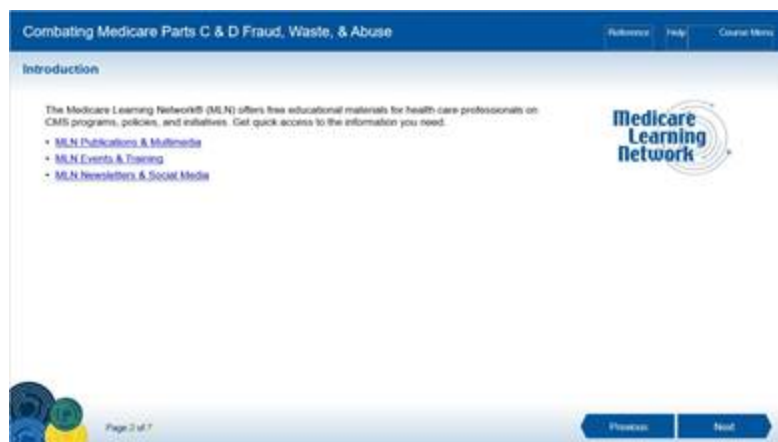 Combating Medicare Parts C & D Fraud, Waste, & Abuse
Reference Help Course Menu
Introduction
The Medicare Learning Network® (MLN) offers free educational materials for health care professionals on
CMS programs, policies, and initiatives. Get quick access to the information you need.
• MLN Publications & Multimedia
• MLN Events & Training
• MLN Newsletters & Social Media
Medicare
Learning
Network
Page 2 of 7
Previous Next